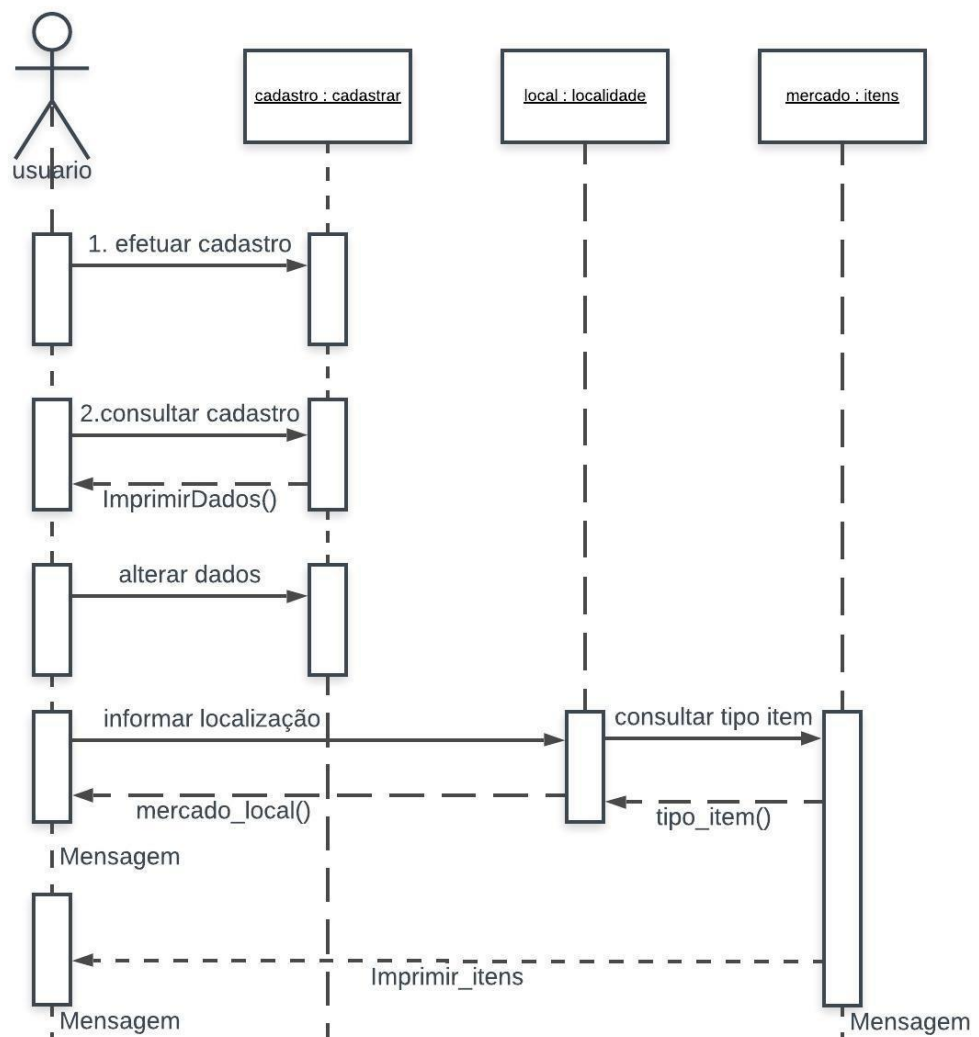 cadastro : cadastrar
local : localidade
mercado : itens
usuario
1. efetuar cadastro
2.consultar cadastro
ImprimirDados()
alterar dados
informar localização
consultar tipo item
mercado_local()
tipo_item()
Mensagem
Imprimir_itens
Mensagem
Mensagem